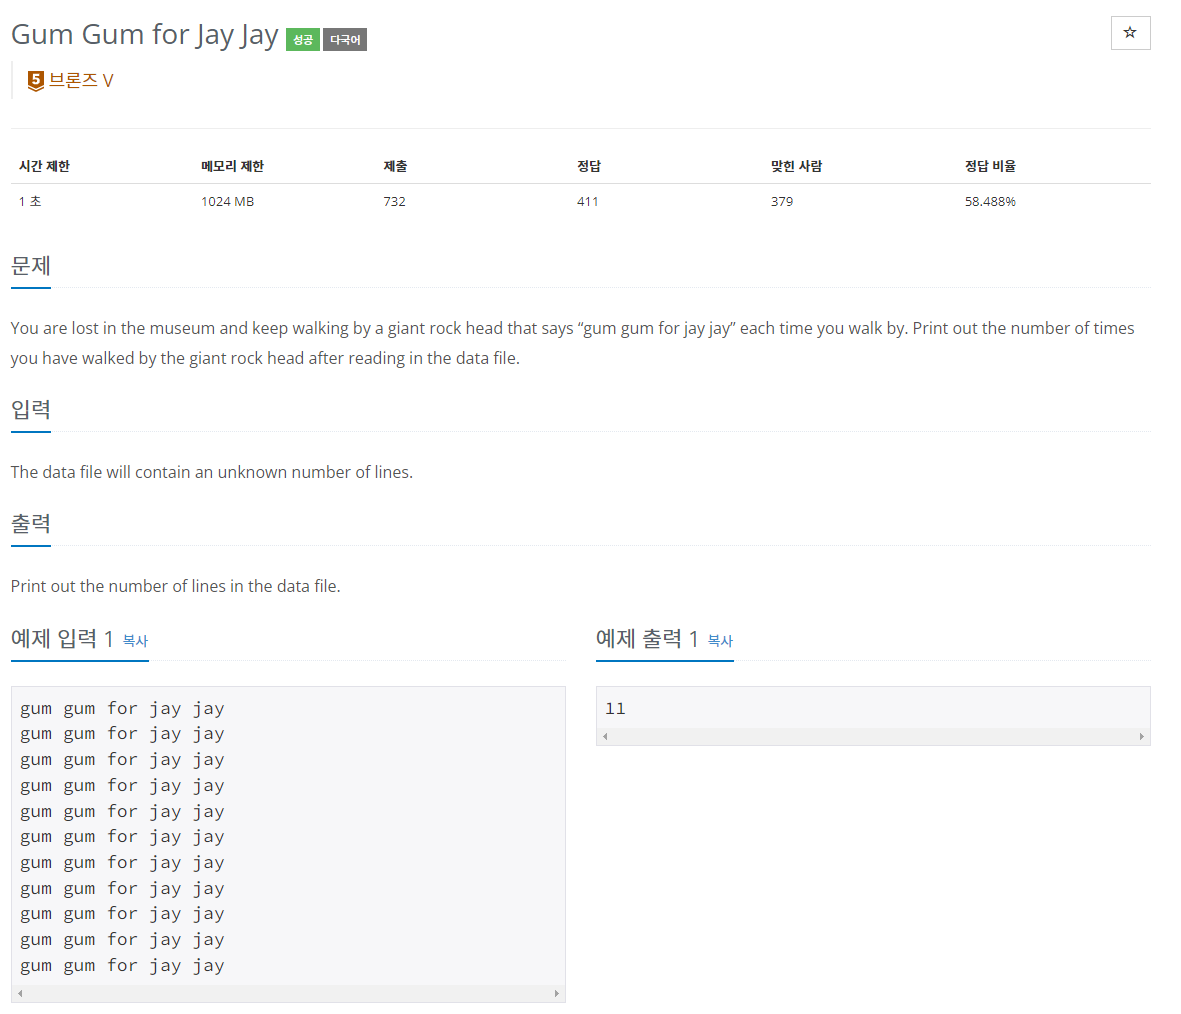 Gum Gum for Jay Jay 성공 다국어
☆
5 브론즈 V
시간 제한 메모리 제한 제출 정답 맞힌 사람 정답 비율
1 초 1024 MB 732 411 379 58.488%
문제
You are lost in the museum and keep walking by a giant rock head that says “gum gum for jay jay” each time you walk by. Print out the number of times
you have walked by the giant rock head after reading in the data file.
입력
The data file will contain an unknown number of lines.
출력
Print out the number of lines in the data file.
예제 입력 1 복사
gum gum for jay jay
gum gum for jay jay
gum gum for jay jay
gum gum for jay jay
gum gum for jay jay
gum gum for jay jay
gum gum for jay jay
gum gum for jay jay
gum gum for jay jay
gum gum for jay jay
gum gum for jay jay
예제 출력 1 복사
11